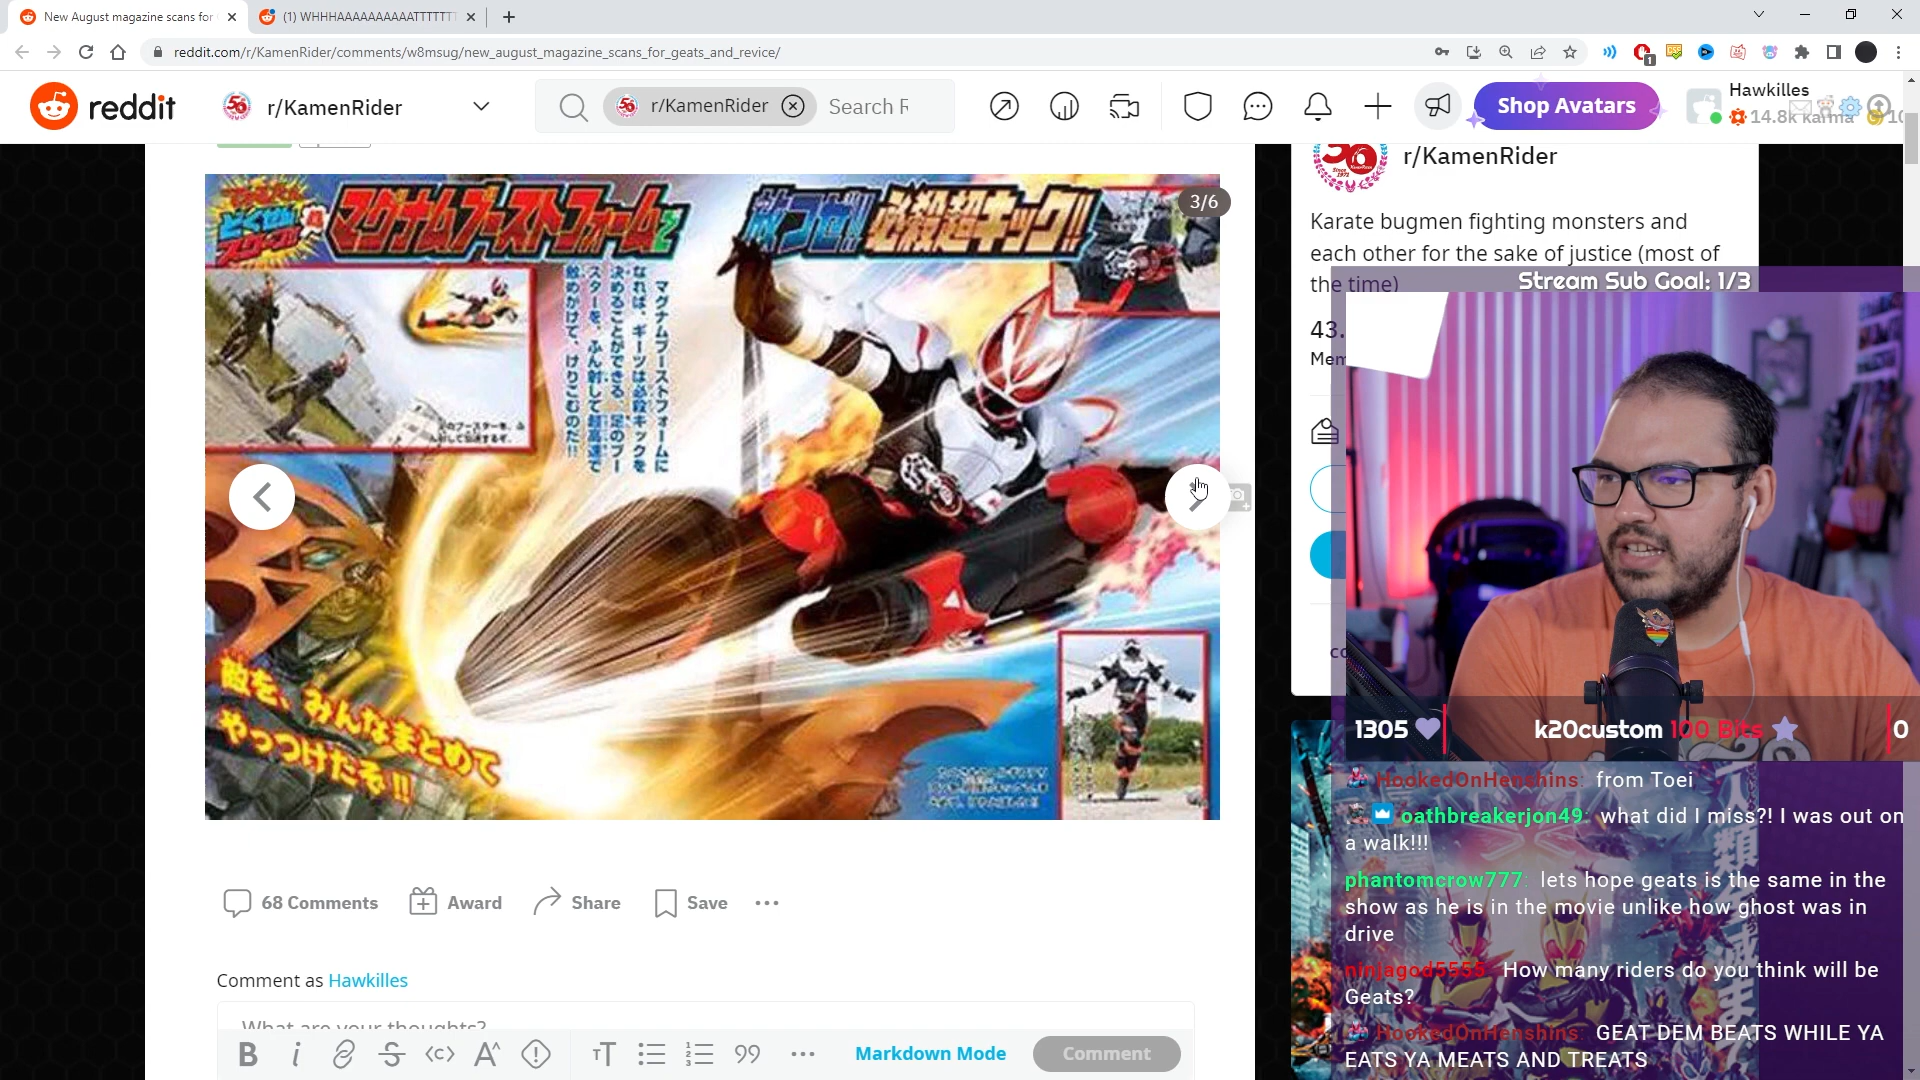 New August magazine scans for
(1) WHHHAAAAAAAAAATTTTTTT
reddit.com/r/KamenRider/comments/w8msug/new_august_magazine_scans_for_geats_and_revice/
reddit
r/KamenRider
r/KamenRider
Search R
Shop Avatars
Hawkilles
14.8k karma
マグナムブーストフォーム
必殺超キック!!
3/6
マグナムブーストフォームに
なれば、ギーツは必殺キックを
決めることができる。足のブー
スターを、ふん射して超高速で
敵めがけて、けりこむのだ!!
敵を、みんなまとめて
やっつけたぞ!!
r/KamenRider
Karate bugmen fighting monsters and
each other for the sake of justice (most of
the time)
43.
Mem
Stream Sub Goal: 1/3
1305
k20custom 100 Bits
0
HookedOnHenshins: from Toei
oathbreakerjon49: what did I miss?! I was out on
a walk!!!
phantomcrow777: lets hope geats is the same in the
show as he is in the movie unlike how ghost was in
drive
ninjagod5555: How many riders do you think will be
Geats?
HookedOnHenshins: GEAT DEM BEATS WHILE YA
EATS YA MEATS AND TREATS
68 Comments
Award
Share
Save
Comment as Hawkilles
What are your thoughts?
Markdown Mode
Comment